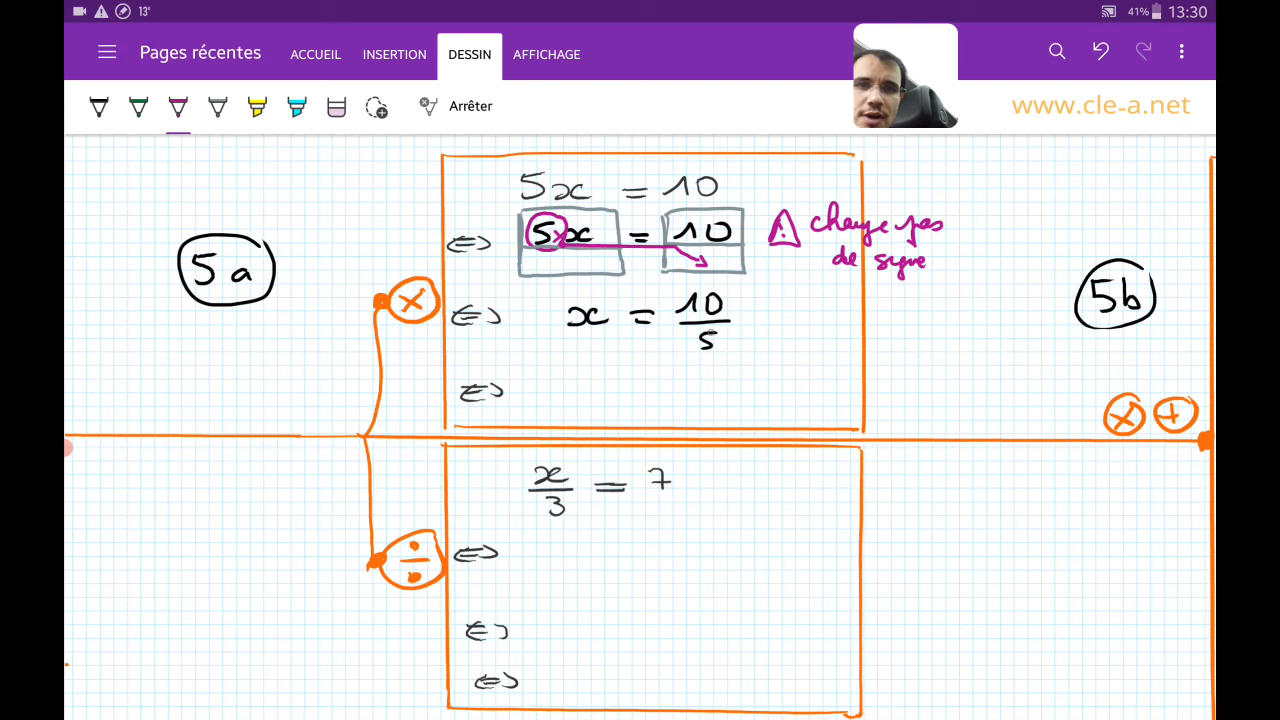 13° 41% 13:30
Pages récentes ACCUEIL INSERTION DESSIN AFFICHAGE
Arrêter
www.cle-a.net
5x = 10
5a
⇔ 5×x = 10 ⚠ change pas
de signe
5b
×
⇔ x = 10/5
⇔
× +
x/3 = 7
÷
⇔
⇔
⇔